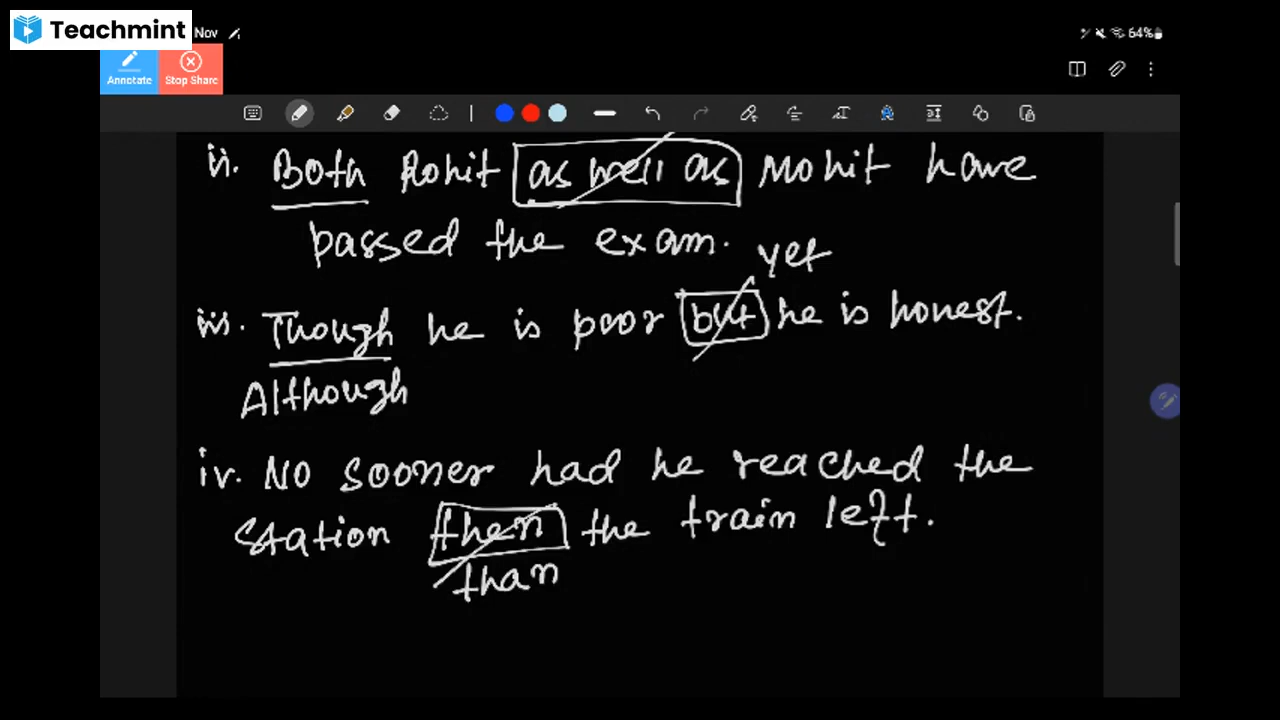 Teachmint
Nov
64%
Annotate
Stop Share
ii. Both Rohit as well as Mohit have
passed the exam.
yet
iii. Though he is poor but he is honest.
Although
iv. No sooner had he reached the
station then the train left.
than